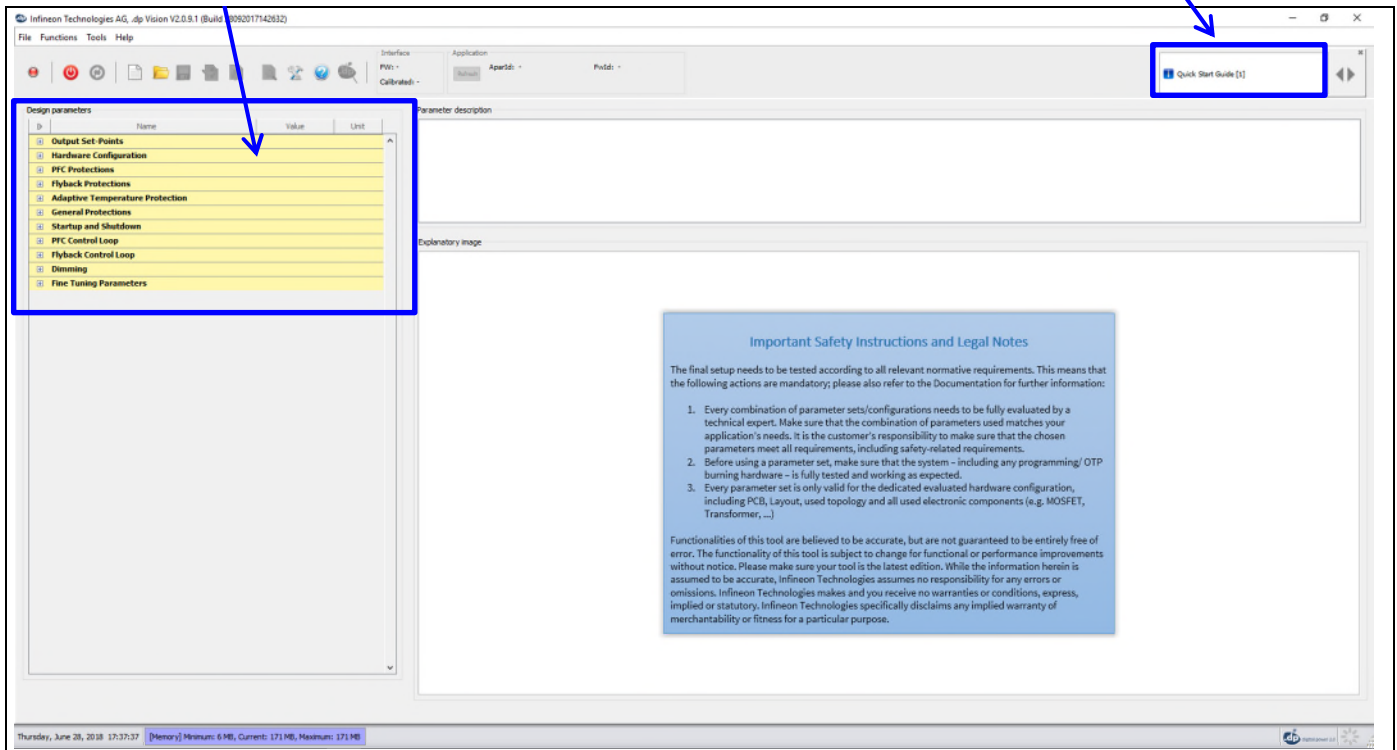 Infineon Technologies AG, .dp Vision V2.0.9.1 (Build 28092017142632)
File Functions Tools Help
Interface
FW: -
Calibrated: -
Application
Refresh
AparId: -
FwId: -
Quick Start Guide [1]
Design parameters
Name Value Unit
Output Set-Points
Hardware Configuration
PFC Protections
Flyback Protections
Adaptive Temperature Protection
General Protections
Startup and Shutdown
PFC Control Loop
Flyback Control Loop
Dimming
Fine Tuning Parameters
Parameter description
Explanatory image
Important Safety Instructions and Legal Notes
The final setup needs to be tested according to all relevant normative requirements. This means that
the following actions are mandatory; please also refer to the Documentation for further information:
1. Every combination of parameter sets/configurations needs to be fully evaluated by a
technical expert. Make sure that the combination of parameters used matches your
application's needs. It is the customer's responsibility to make sure that the chosen
parameters meet all requirements, including safety-related requirements.
2. Before using a parameter set, make sure that the system – including any programming/ OTP
burning hardware – is fully tested and working as expected.
3. Every parameter set is only valid for the dedicated evaluated hardware configuration,
including PCB, Layout, used topology and all used electronic components (e.g. MOSFET,
Transformer, ...)
Functionalities of this tool are believed to be accurate, but are not guaranteed to be entirely free of
error. The functionality of this tool is subject to change for functional or performance improvements
without notice. Please make sure your tool is the latest edition. While the information herein is
assumed to be accurate, Infineon Technologies assumes no responsibility for any errors or
omissions. Infineon Technologies makes and you receive no warranties or conditions, express,
implied or statutory. Infineon Technologies specifically disclaims any implied warranty of
merchantability or fitness for a particular purpose.
Thursday, June 28, 2018 17:37:37 [Memory] Minimum: 6 MB, Current: 171 MB, Maximum: 171 MB
dp